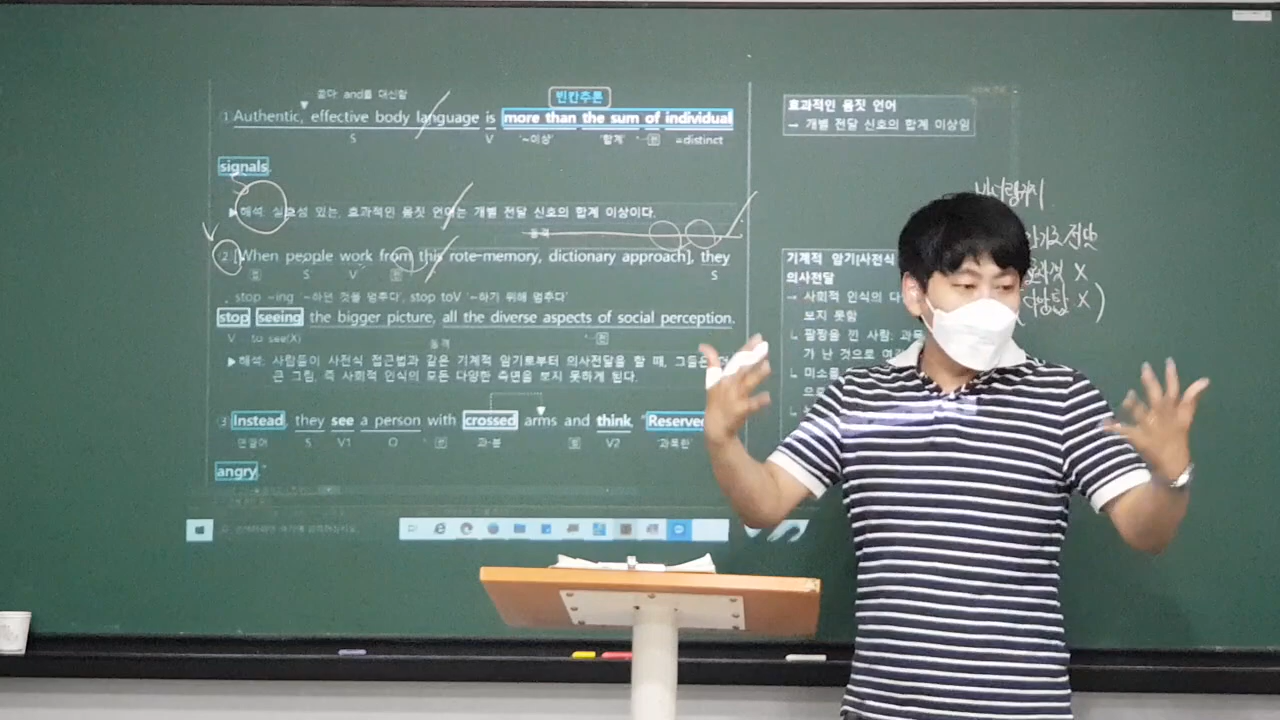 쏠다 and를 대신함
빈칸추론
① Authentic, effective body language is more than the sum of individual
S V '~이상' '합계' 전 =distinct
signals.
▶해석: 실효성 있는, 효과적인 몸짓 언어는 개별 전달 신호의 합계 이상이다.
동격
② [When people work from this rote-memory, dictionary approach], they
S V 전 S
stop -ing '~하던 것을 멈추다', stop toV '~하기 위해 멈추다'
stop seeing the bigger picture, all the diverse aspects of social perception.
V to see(X) 동격 전
▶해석: 사람들이 사전식 접근법과 같은 기계적 암기로부터 의사전달을 할 때, 그들은
큰 그림, 즉 사회적 인식의 모든 다양한 측면을 보지 못하게 된다.
③ Instead, they see a person with crossed arms and think, "Reserved
연결어 S V1 O 전 과·분 V2 '과묵한'
angry."
효과적인 몸짓 언어
→ 개별 전달 신호의 합계 이상임
기계적 암기[사전식
의사전달
→ 사회적 인식의 다
보지 못함
↳ 팔짱을 낀 사람: 과묵
가 난 것으로 여
↳ 미소를
으로
전달
X
X)